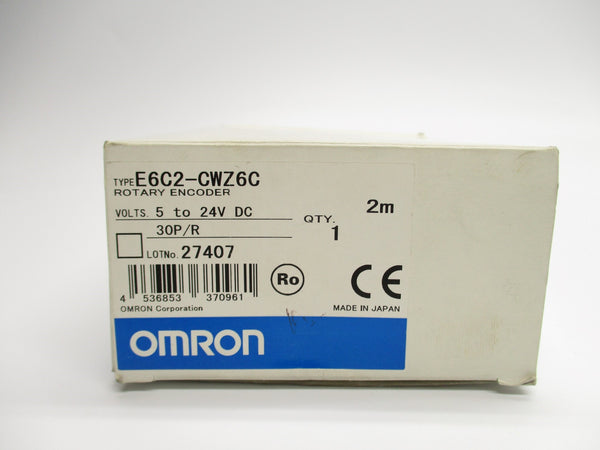 TYPE E6C2-CWZ6C
ROTARY ENCODER
VOLTS. 5 to 24V DC
QTY. 2m
30P/R 1
LOTNo. 27407
Ro CE
4 536853 370961
OMRON Corporation MADE IN JAPAN
OMRON